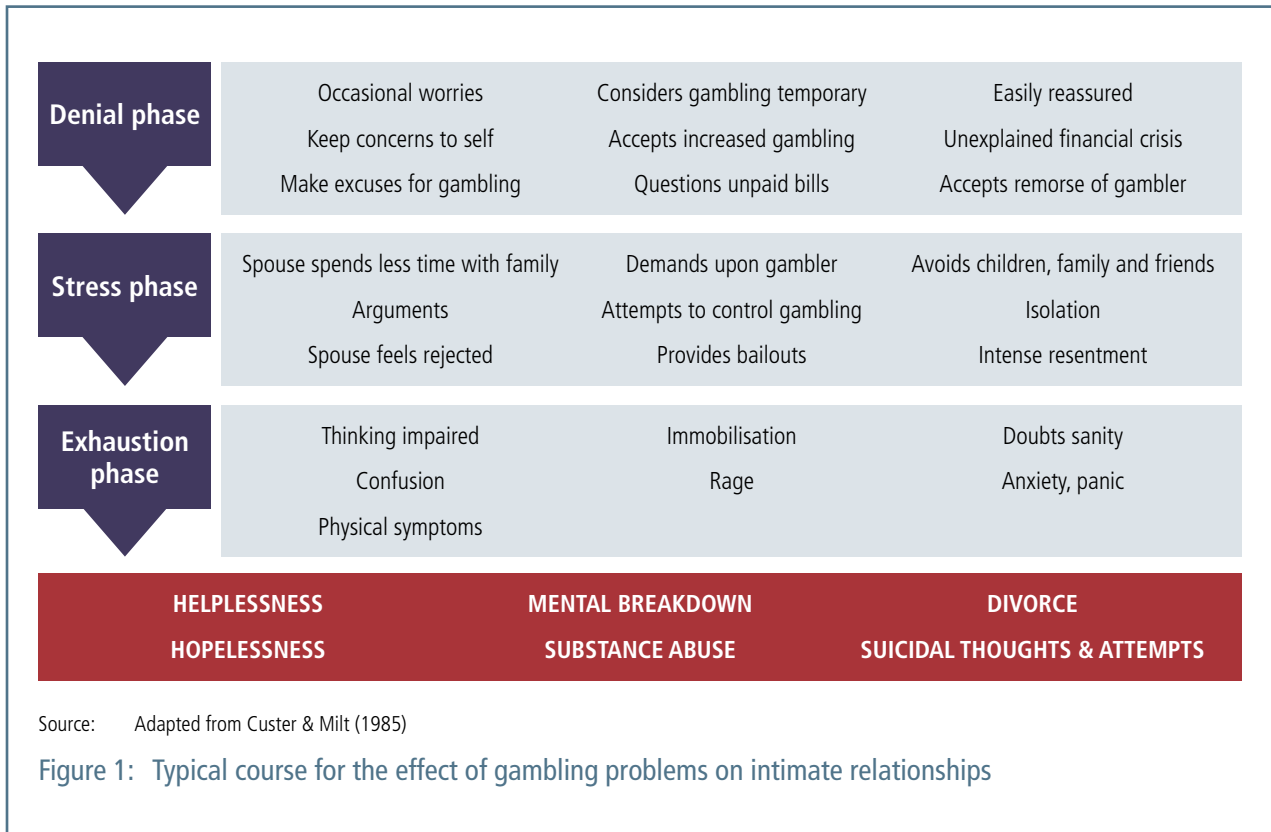 Denial phase
Occasional worries Considers gambling temporary Easily reassured
Keep concerns to self Accepts increased gambling Unexplained financial crisis
Make excuses for gambling Questions unpaid bills Accepts remorse of gambler
Stress phase
Spouse spends less time with family Demands upon gambler Avoids children, family and friends
Arguments Attempts to control gambling Isolation
Spouse feels rejected Provides bailouts Intense resentment
Exhaustion
phase
Thinking impaired Immobilisation Doubts sanity
Confusion Rage Anxiety, panic
Physical symptoms
HELPLESSNESS MENTAL BREAKDOWN DIVORCE
HOPELESSNESS SUBSTANCE ABUSE SUICIDAL THOUGHTS & ATTEMPTS
Source: Adapted from Custer & Milt (1985)
Figure 1: Typical course for the effect of gambling problems on intimate relationships